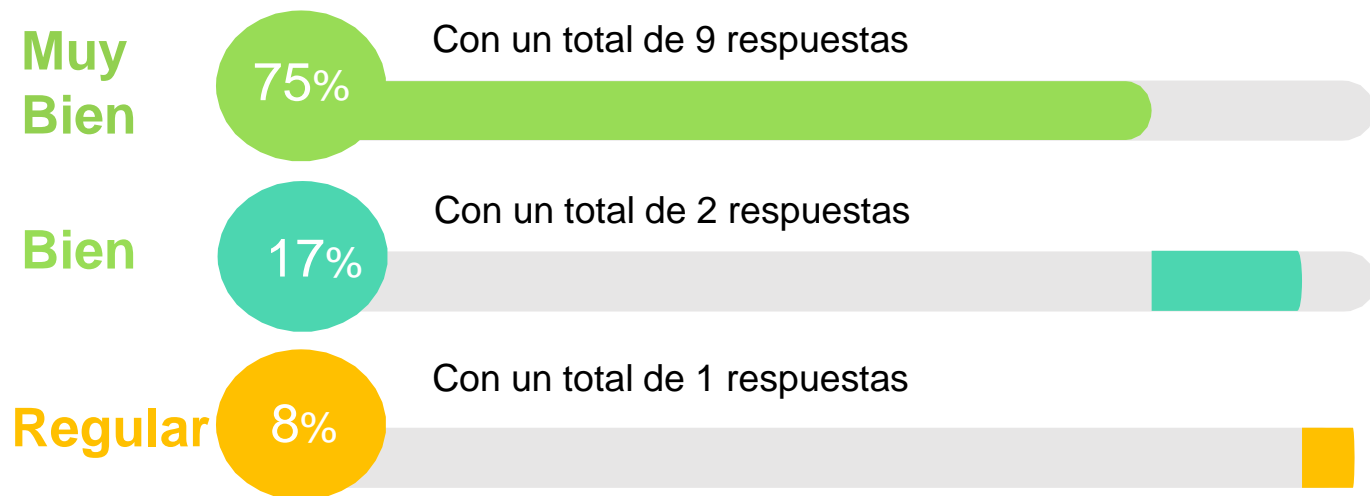 Muy
Bien
75%
Con un total de 9 respuestas
Bien
17%
Con un total de 2 respuestas
Regular
8%
Con un total de 1 respuestas